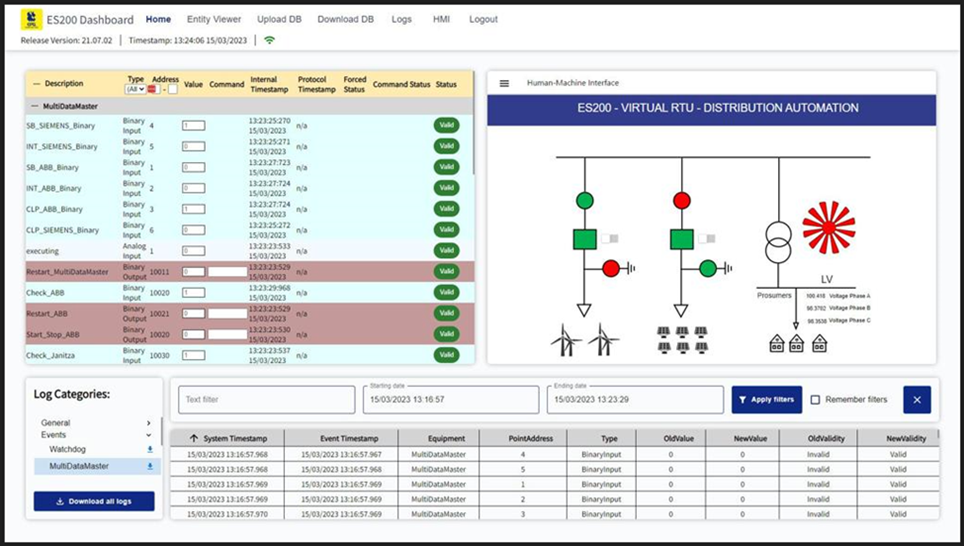 ES200 Dashboard Home Entity Viewer Upload DB Download DB Logs HMI Logout
Release Version: 21.07.02 | Timestamp: 13:24:06 15/03/2023
Description Type Address Value Command Internal Timestamp Protocol Timestamp Forced Status Command Status Status
(All -
MultiDataMaster
SB_SIEMENS_Binary Binary Input 4 1 13:23:25:270 15/03/2023 n/a Valid
INT_SIEMENS_Binary Binary Input 5 0 13:23:25:271 15/03/2023 n/a Valid
SB_ABB_Binary Binary Input 1 0 13:23:27:723 15/03/2023 n/a Valid
INT_ABB_Binary Binary Input 2 0 13:23:27:724 15/03/2023 n/a Valid
CLP_ABB_Binary Binary Input 3 1 13:23:27:724 15/03/2023 n/a Valid
CLP_SIEMENS_Binary Binary Input 6 0 13:23:25:272 15/03/2023 n/a Valid
executing Analog Input 1 0 13:23:23:533 15/03/2023 n/a Valid
Restart_MultiDataMaster Binary Output 10011 0 13:23:23:529 15/03/2023 n/a Valid
Check_ABB Binary Input 10020 1 13:23:29:968 15/03/2023 n/a Valid
Restart_ABB Binary Output 10021 0 13:23:23:529 15/03/2023 n/a Valid
Start_Stop_ABB Binary Output 10020 0 13:23:23:530 15/03/2023 n/a Valid
Check_Janitza Binary Input 10030 1 13:23:23:537 15/03/2023 n/a Valid
Human-Machine Interface
ES200 - VIRTUAL RTU - DISTRIBUTION AUTOMATION
LV
Prosumers
Voltage Phase A
Voltage Phase B
Voltage Phase C
Log Categories:
General
Events
Watchdog
MultiDataMaster
Download all logs
Text filter
Starting date
15/03/2023 13:16:57
Ending date
15/03/2023 13:23:29
Apply filters
Remember filters
System Timestamp Event Timestamp Equipment PointAddress Type OldValue NewValue OldValidity NewValidity
15/03/2023 13:16:57.968 15/03/2023 13:16:57.967 MultiDataMaster 4 BinaryInput 0 0 Invalid Valid
15/03/2023 13:16:57.968 15/03/2023 13:16:57.968 MultiDataMaster 5 BinaryInput 0 0 Invalid Valid
15/03/2023 13:16:57.969 15/03/2023 13:16:57.969 MultiDataMaster 1 BinaryInput 0 0 Invalid Valid
15/03/2023 13:16:57.969 15/03/2023 13:16:57.969 MultiDataMaster 2 BinaryInput 0 0 Invalid Valid
15/03/2023 13:16:57.970 15/03/2023 13:16:57.969 MultiDataMaster 3 BinaryInput 0 0 Invalid Valid